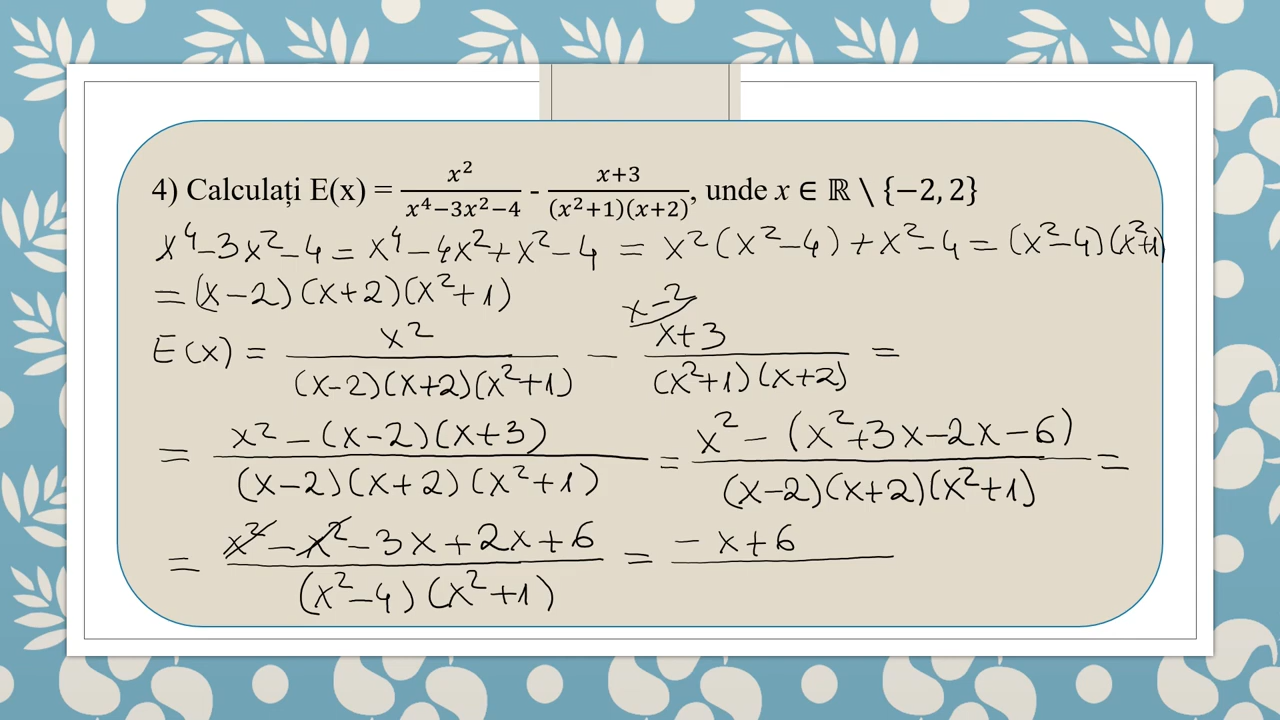 4) Calculați E(x) = x²/(x⁴−3x²−4) - (x+3)/((x²+1)(x+2)), unde x ∈ ℝ \ {−2, 2}
x⁴−3x²−4 = x⁴−4x²+x²−4 = x²(x²−4)+x²−4 = (x²−4)(x²+1)
= (x−2)(x+2)(x²+1)
x−2
E(x) = x²/((x−2)(x+2)(x²+1)) − (x+3)/((x²+1)(x+2)) =
= (x²−(x−2)(x+3))/((x−2)(x+2)(x²+1)) = (x²−(x²+3x−2x−6))/((x−2)(x+2)(x²+1)) =
= (x²−x²−3x+2x+6)/((x²−4)(x²+1)) = −x+6